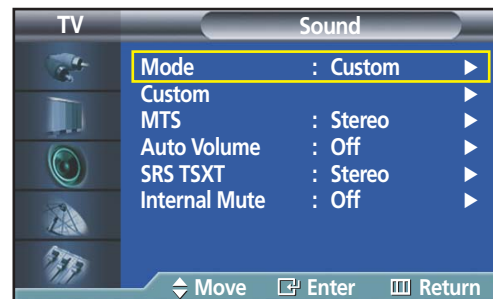 TV Sound
Mode : Custom
Custom
MTS : Stereo
Auto Volume : Off
SRS TSXT : Stereo
Internal Mute : Off
Move Enter Return